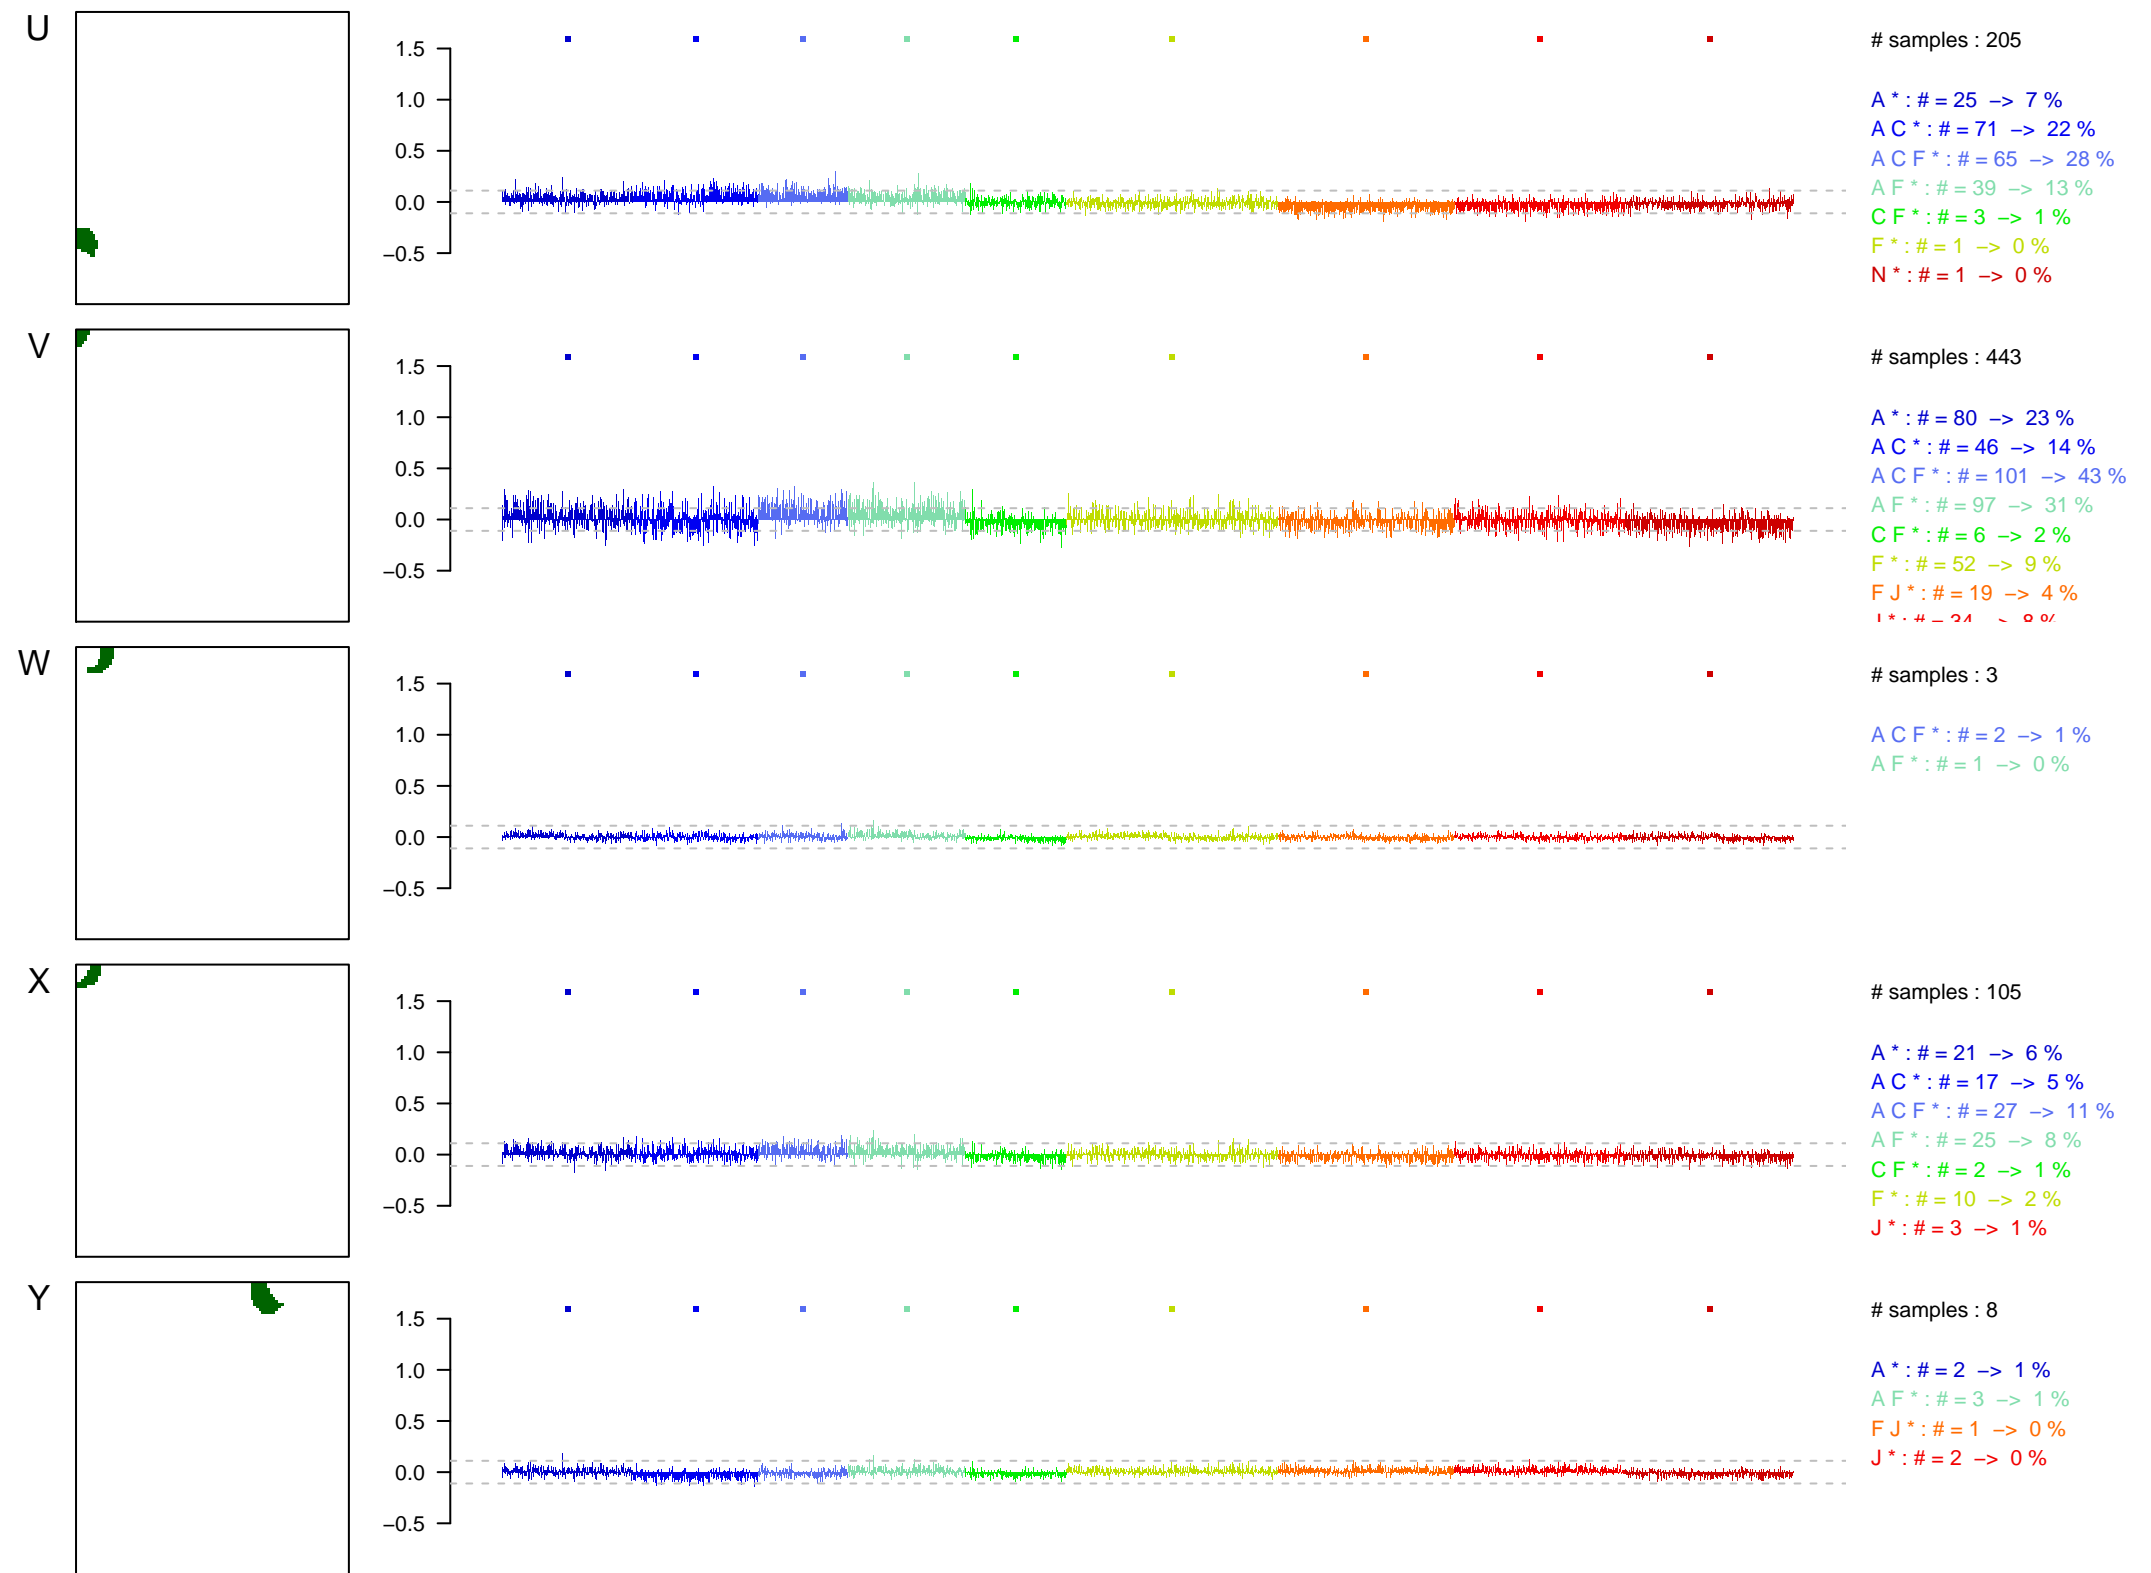 U
1.5
1.0
0.5
0.0
−0.5
# samples : 205
A * : # = 25 −> 7 %
A C * : # = 71 −> 22 %
A C F * : # = 65 −> 28 %
A F * : # = 39 −> 13 %
C F * : # = 3 −> 1 %
F * : # = 1 −> 0 %
N * : # = 1 −> 0 %
V
1.5
1.0
0.5
0.0
−0.5
# samples : 443
A * : # = 80 −> 23 %
A C * : # = 46 −> 14 %
A C F * : # = 101 −> 43 %
A F * : # = 97 −> 31 %
C F * : # = 6 −> 2 %
F * : # = 52 −> 9 %
F J * : # = 19 −> 4 %
J * : # = 34 −> 8 %
W
1.5
1.0
0.5
0.0
−0.5
# samples : 3
A C F * : # = 2 −> 1 %
A F * : # = 1 −> 0 %
X
1.5
1.0
0.5
0.0
−0.5
# samples : 105
A * : # = 21 −> 6 %
A C * : # = 17 −> 5 %
A C F * : # = 27 −> 11 %
A F * : # = 25 −> 8 %
C F * : # = 2 −> 1 %
F * : # = 10 −> 2 %
J * : # = 3 −> 1 %
Y
1.5
1.0
0.5
0.0
−0.5
# samples : 8
A * : # = 2 −> 1 %
A F * : # = 3 −> 1 %
F J * : # = 1 −> 0 %
J * : # = 2 −> 0 %